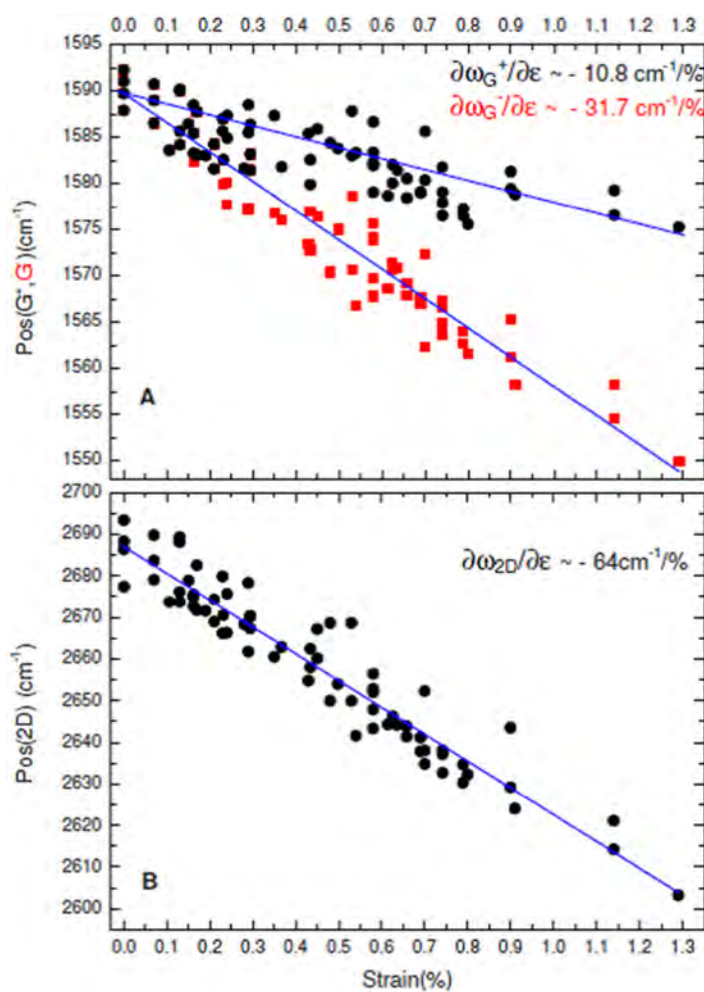 0.0 0.1 0.2 0.3 0.4 0.5 0.6 0.7 0.8 0.9 1.0 1.1 1.2 1.3
1595
∂ω_G⁺/∂ε ~ - 10.8 cm⁻¹/%
1590
∂ω_G⁻/∂ε ~ - 31.7 cm⁻¹/%
1585
1580
1575
Pos(G⁺,G⁻)(cm⁻¹)
1570
1565
1560
1555
A
1550
2700
2690
∂ω₂D/∂ε ~ - 64cm⁻¹/%
2680
2670
2660
Pos(2D) (cm⁻¹)
2650
2640
2630
2620
2610
B
2600
0.0 0.1 0.2 0.3 0.4 0.5 0.6 0.7 0.8 0.9 1.0 1.1 1.2 1.3
Strain(%)